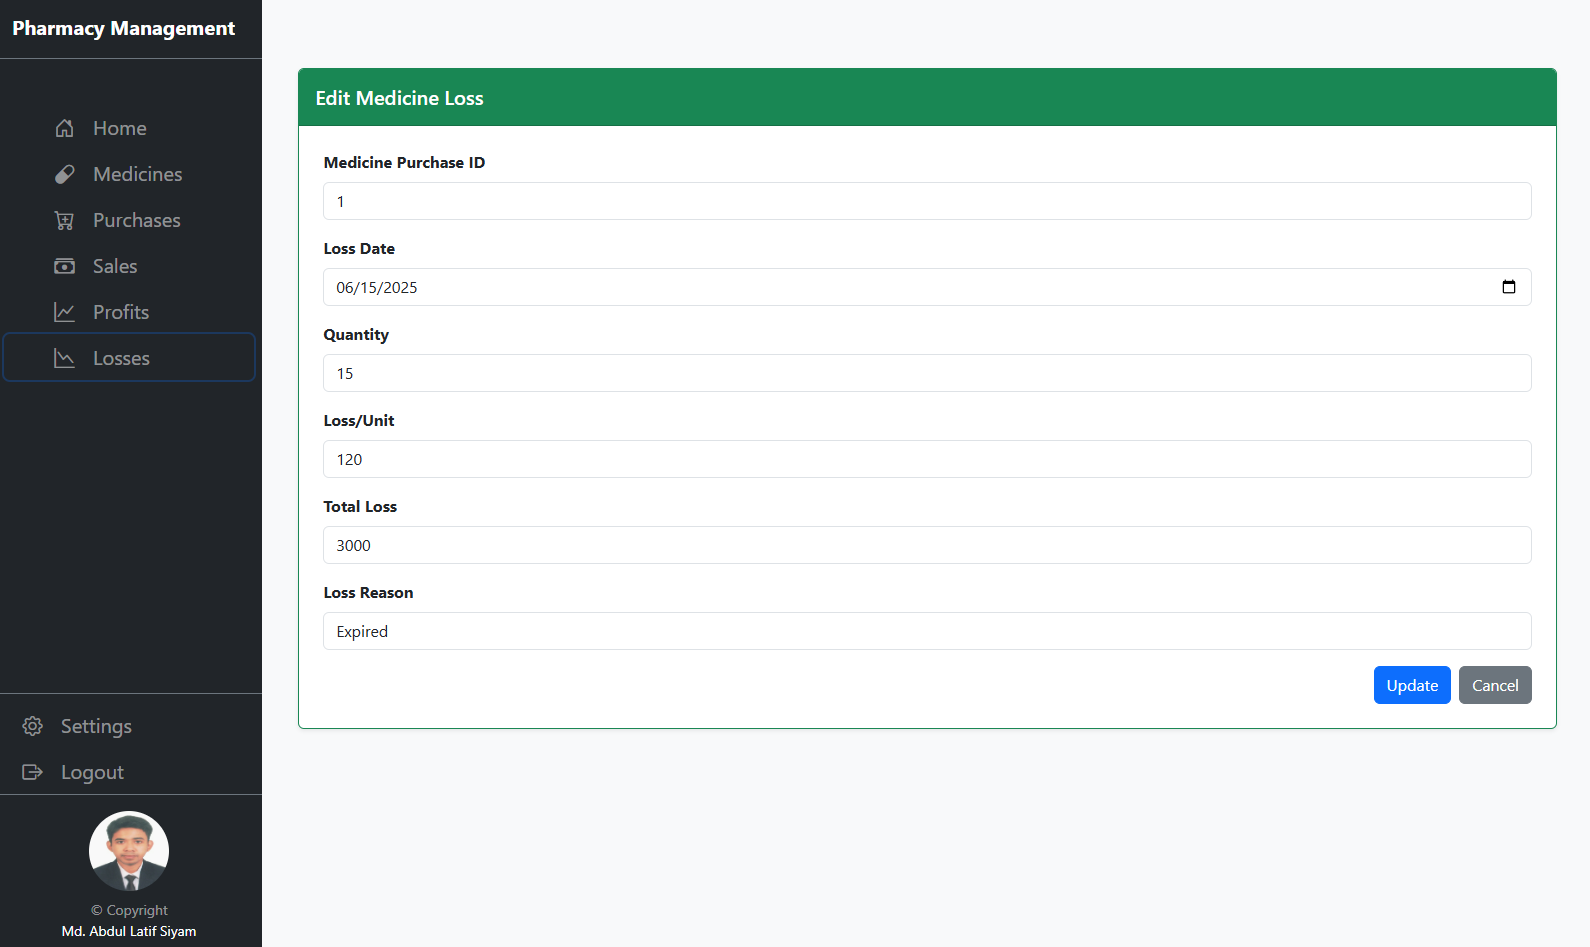 Pharmacy Management
Home
Medicines
Purchases
Sales
Profits
Losses
Settings
Logout
© Copyright
Md. Abdul Latif Siyam
Edit Medicine Loss
Medicine Purchase ID
1
Loss Date
06/15/2025
Quantity
15
Loss/Unit
120
Total Loss
3000
Loss Reason
Expired
Update Cancel